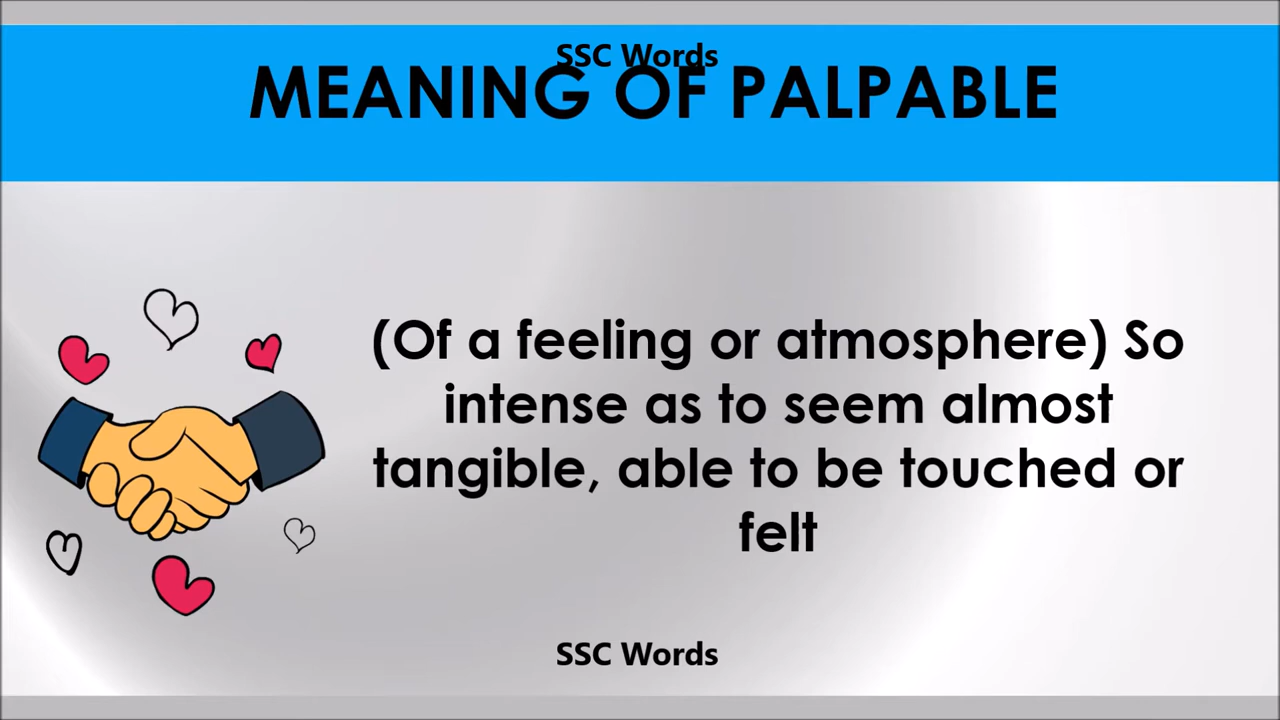 SSC Words
MEANING OF PALPABLE
(Of a feeling or atmosphere) So
intense as to seem almost
tangible, able to be touched or
felt
SSC Words